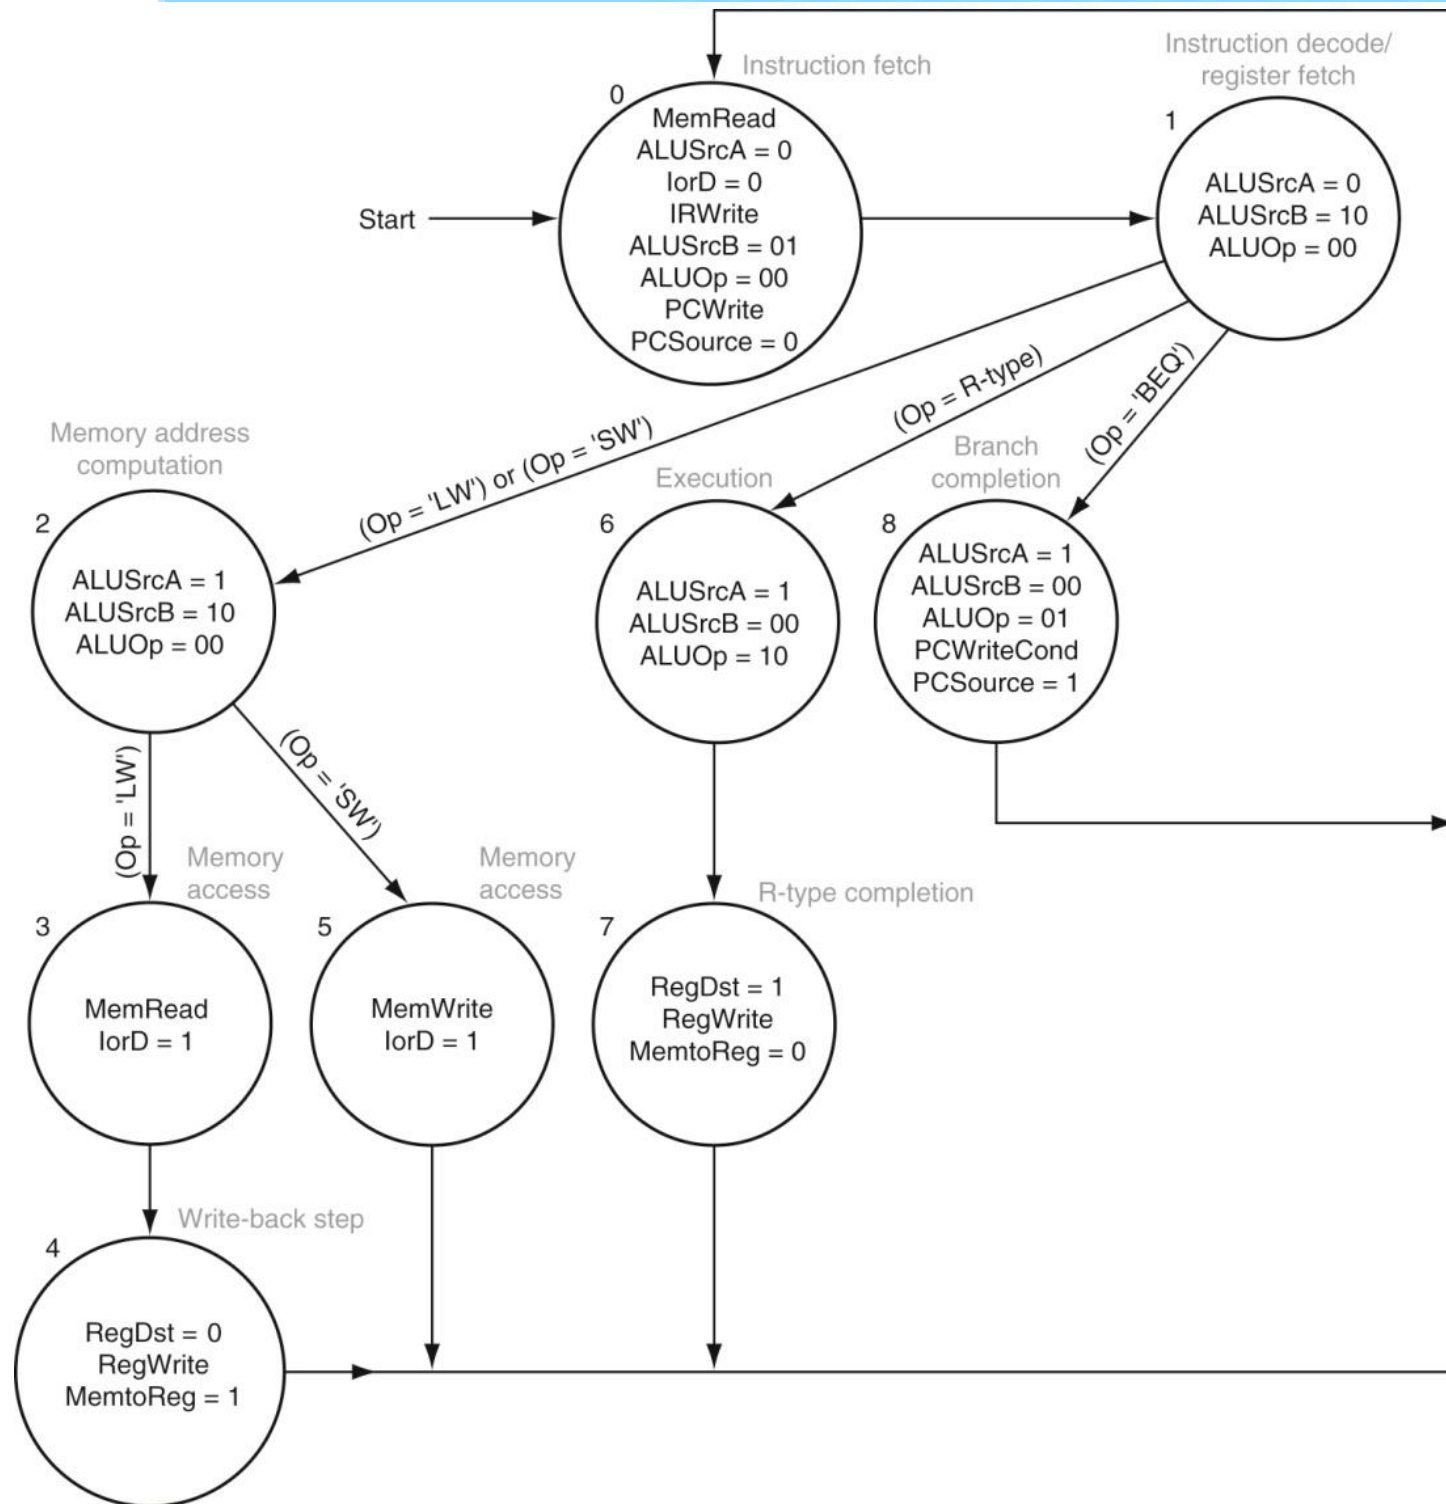 Instruction fetch
0
MemRead
ALUSrcA = 0
IorD = 0
IRWrite
ALUSrcB = 01
ALUOp = 00
PCWrite
PCSource = 0
Start
Instruction decode/
register fetch
1
ALUSrcA = 0
ALUSrcB = 10
ALUOp = 00
(Op = 'LW') or (Op = 'SW')
(Op = R-type)
(Op = 'BEQ')
Memory address
computation
2
ALUSrcA = 1
ALUSrcB = 10
ALUOp = 00
Execution
6
ALUSrcA = 1
ALUSrcB = 00
ALUOp = 10
Branch
completion
8
ALUSrcA = 1
ALUSrcB = 00
ALUOp = 01
PCWriteCond
PCSource = 1
(Op = 'LW')
(Op = 'SW')
Memory
access
3
MemRead
IorD = 1
Memory
access
5
MemWrite
IorD = 1
R-type completion
7
RegDst = 1
RegWrite
MemtoReg = 0
Write-back step
4
RegDst = 0
RegWrite
MemtoReg = 1